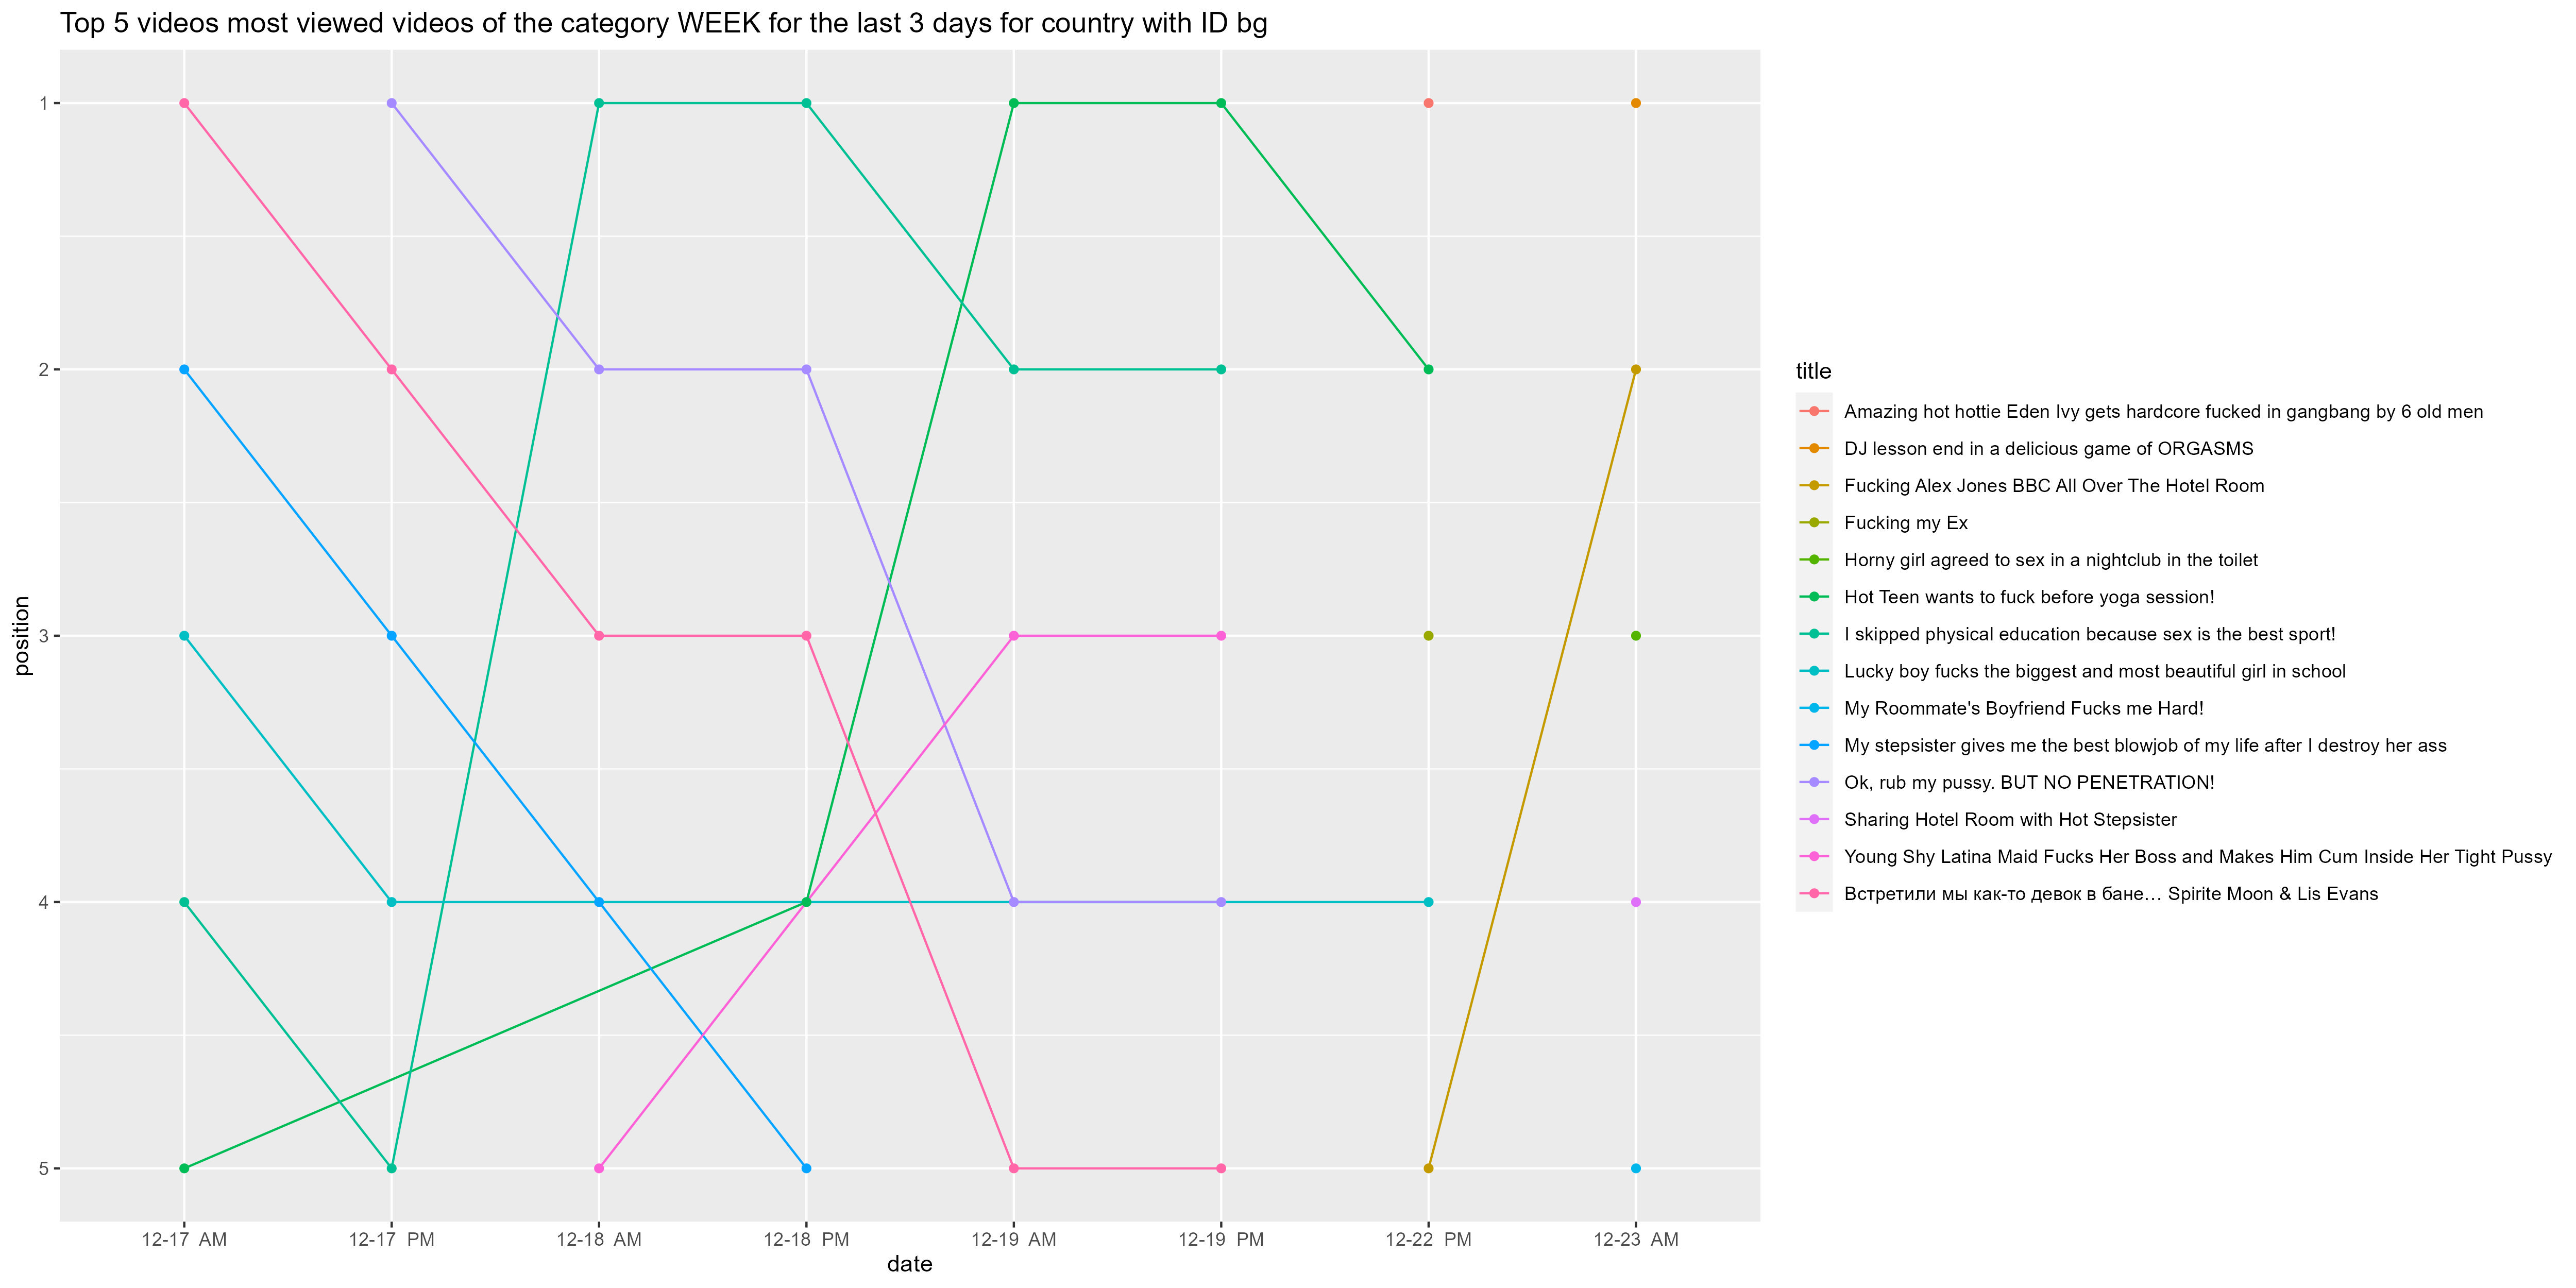 Top 5 videos most viewed videos of the category WEEK for the last 3 days for country with ID bg
position
1
2
3
4
5
12-17 AM
12-17 PM
12-18 AM
12-18 PM
12-19 AM
12-19 PM
12-22 PM
12-23 AM
date
title
Amazing hot hottie Eden Ivy gets hardcore fucked in gangbang by 6 old men
DJ lesson end in a delicious game of ORGASMS
Fucking Alex Jones BBC All Over The Hotel Room
Fucking my Ex
Horny girl agreed to sex in a nightclub in the toilet
Hot Teen wants to fuck before yoga session!
I skipped physical education because sex is the best sport!
Lucky boy fucks the biggest and most beautiful girl in school
My Roommate's Boyfriend Fucks me Hard!
My stepsister gives me the best blowjob of my life after I destroy her ass
Ok, rub my pussy. BUT NO PENETRATION!
Sharing Hotel Room with Hot Stepsister
Young Shy Latina Maid Fucks Her Boss and Makes Him Cum Inside Her Tight Pussy
Встретили мы как-то девок в бане… Spirite Moon & Lis Evans